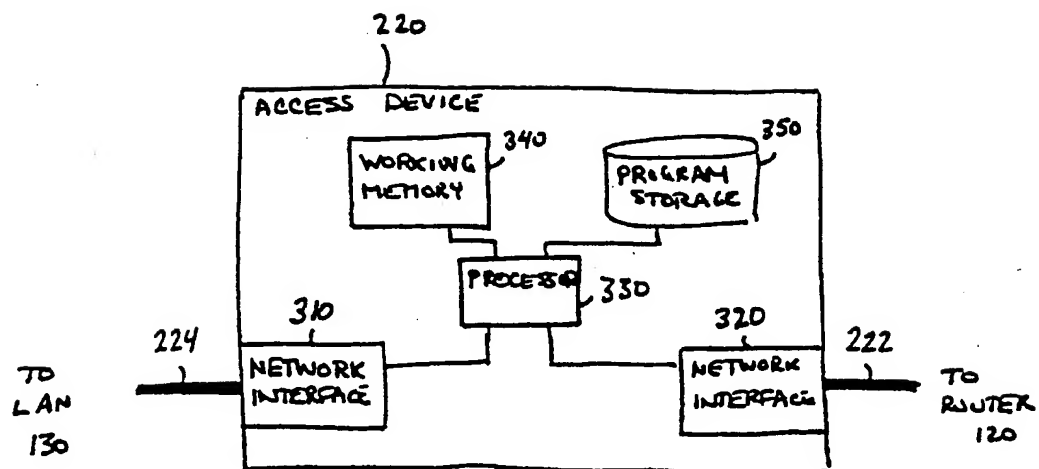 220
ACCESS DEVICE
WORKING
MEMORY
340
PROGRAM
STORAGE
350
PROCESSOR
330
310
NETWORK
INTERFACE
320
NETWORK
INTERFACE
224
TO
LAN
130
222
TO
ROUTER
120